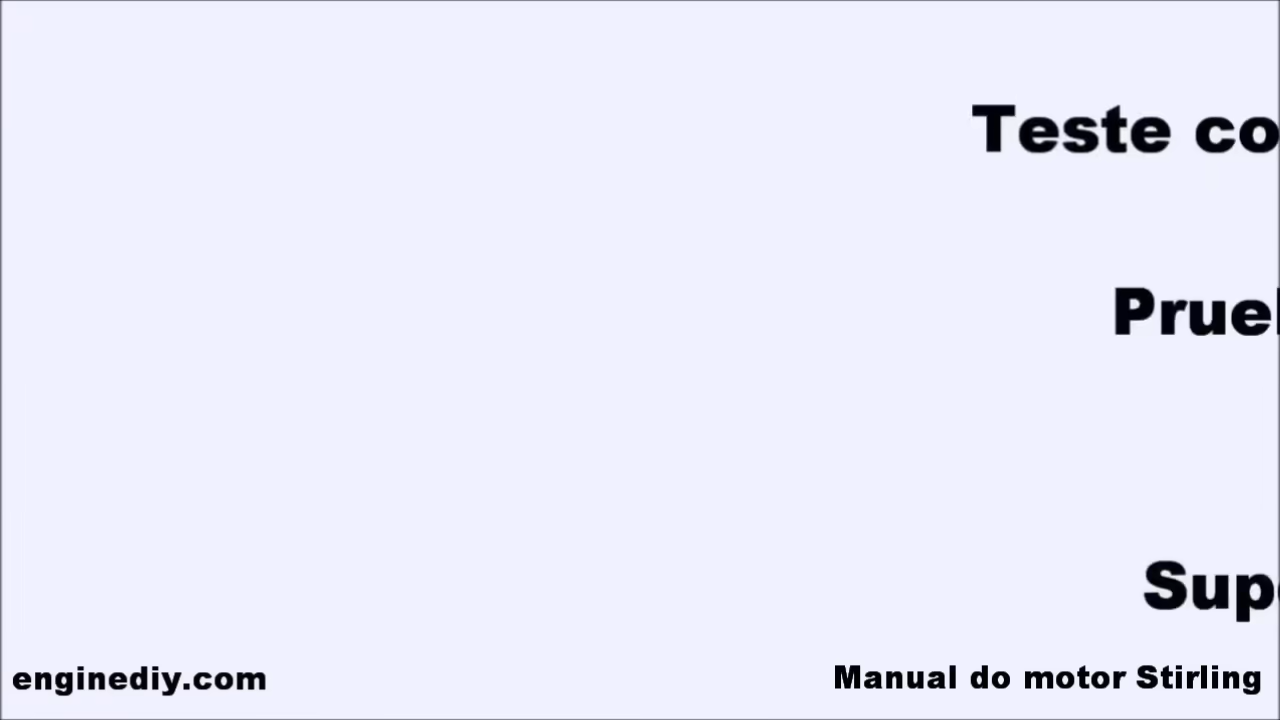 Teste co
Prue
Sup
enginediy.com
Manual do motor Stirling